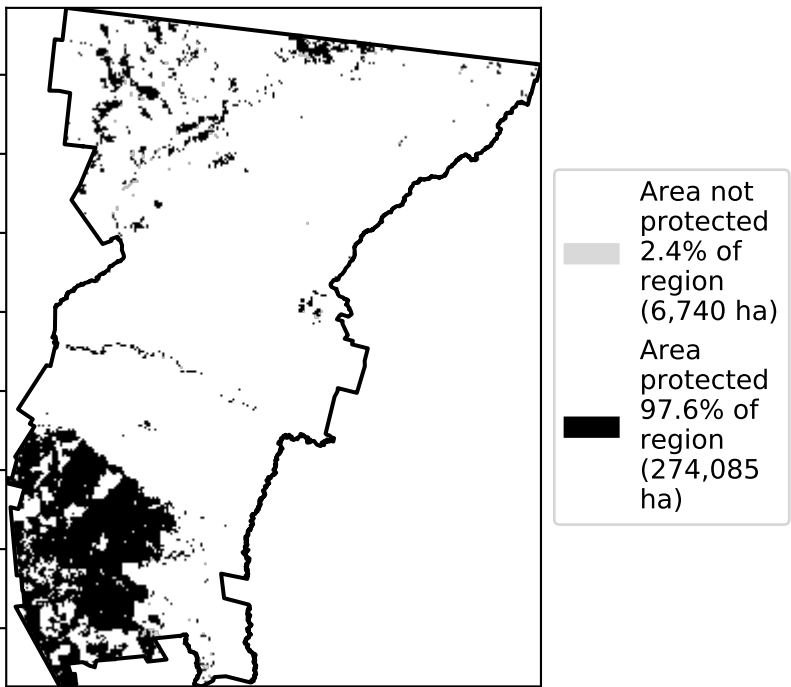 Area not
protected
2.4% of
region
(6,740 ha)
Area
protected
97.6% of
region
(274,085
ha)